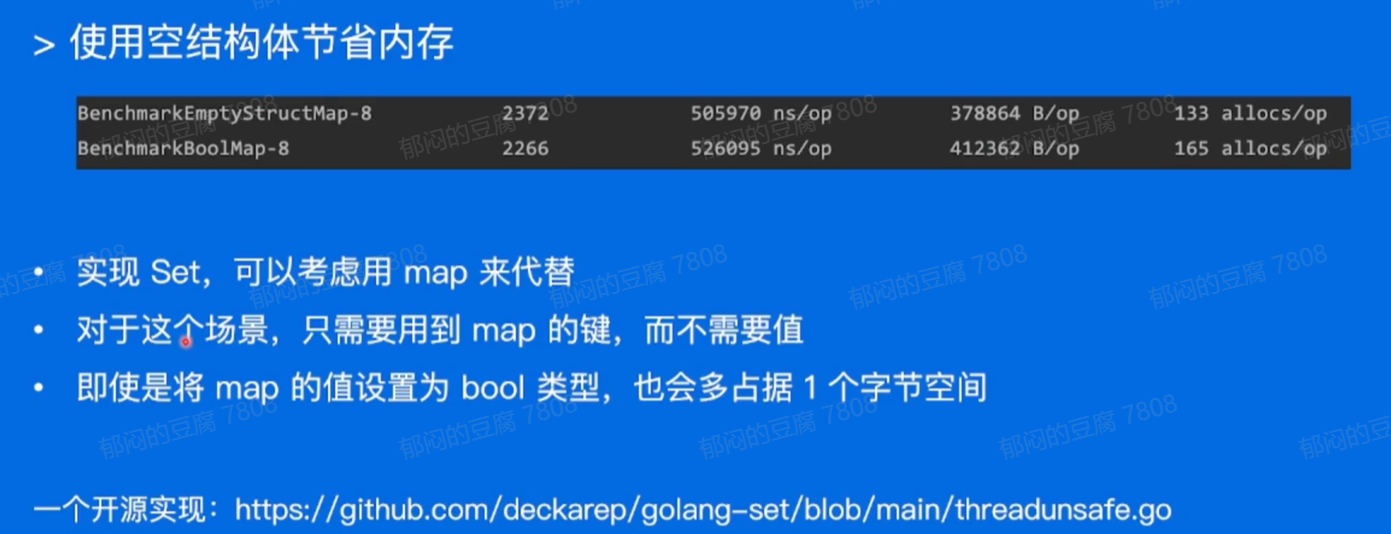 > 使用空结构体节省内存
BenchmarkEmptyStructMap-8 2372 505970 ns/op 378864 B/op 133 allocs/op
BenchmarkBoolMap-8 2266 526095 ns/op 412362 B/op 165 allocs/op
• 实现 Set，可以考虑用 map 来代替
• 对于这个场景，只需要用到 map 的键，而不需要值
• 即使是将 map 的值设置为 bool 类型，也会多占据 1 个字节空间
一个开源实现：https://github.com/deckarep/golang-set/blob/main/threadunsafe.go
郁闷的豆腐 7808